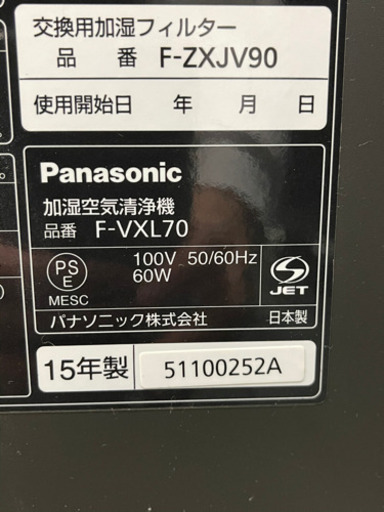 交換用加湿フィルター
品 番 F-ZXJV90
使用開始日 年 月 日
Panasonic
加湿空気清浄機
品番 F-VXL70
PS E
MESC
100V 50/60Hz
60W
JET
パナソニック株式会社
日本製
15年製
51100252A